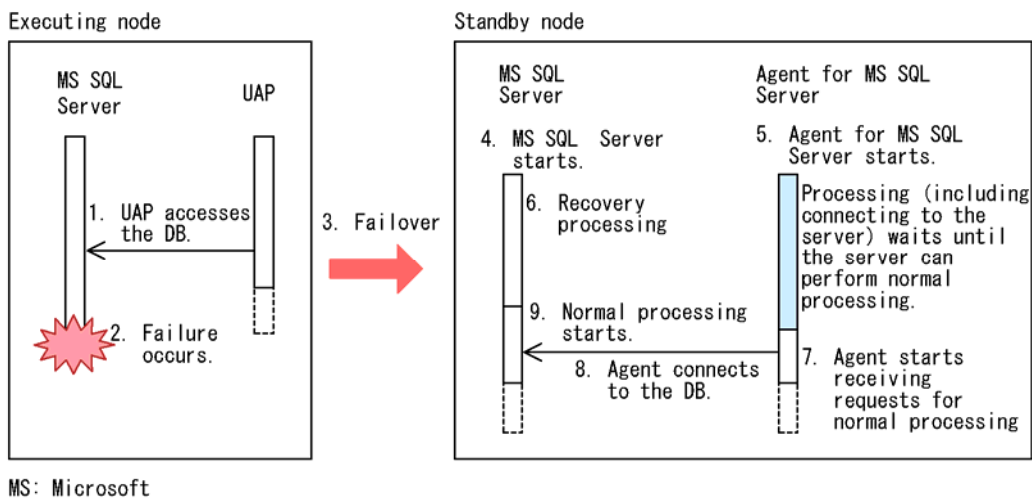 Executing node
MS SQL
Server
UAP
1. UAP accesses
the DB.
2. Failure
occurs.
3. Failover
Standby node
MS SQL
Server
Agent for MS SQL
Server
4. MS SQL Server
starts.
5. Agent for MS SQL
Server starts.
6. Recovery
processing
Processing (including
connecting to the
server) waits until
the server can
perform normal
processing.
9. Normal processing
starts.
8. Agent connects
to the DB.
7. Agent starts
receiving
requests for
normal processing
MS: Microsoft